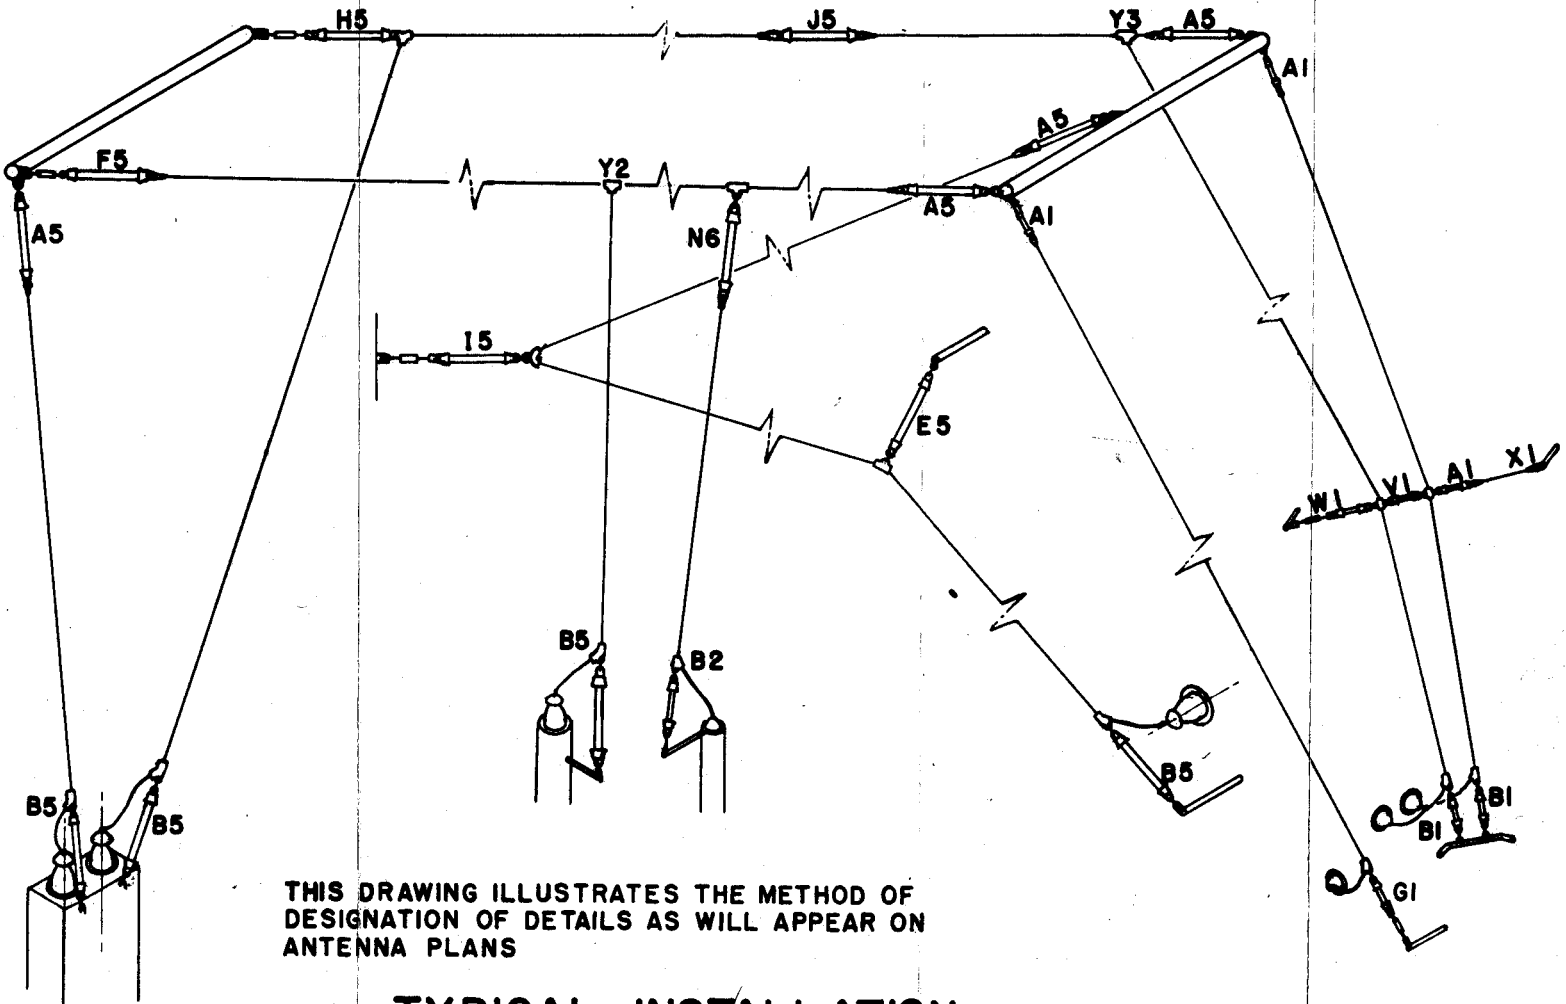 H5
J5
Y3
A5
A1
F5
Y2
A5
A5
A1
A5
N6
I5
E5
X1
A1
V1
W1
B5
B2
B5
B5
B5
B1
B1
G1
THIS DRAWING ILLUSTRATES THE METHOD OF
DESIGNATION OF DETAILS AS WILL APPEAR ON
ANTENNA PLANS
TYPICAL INSTALLATION